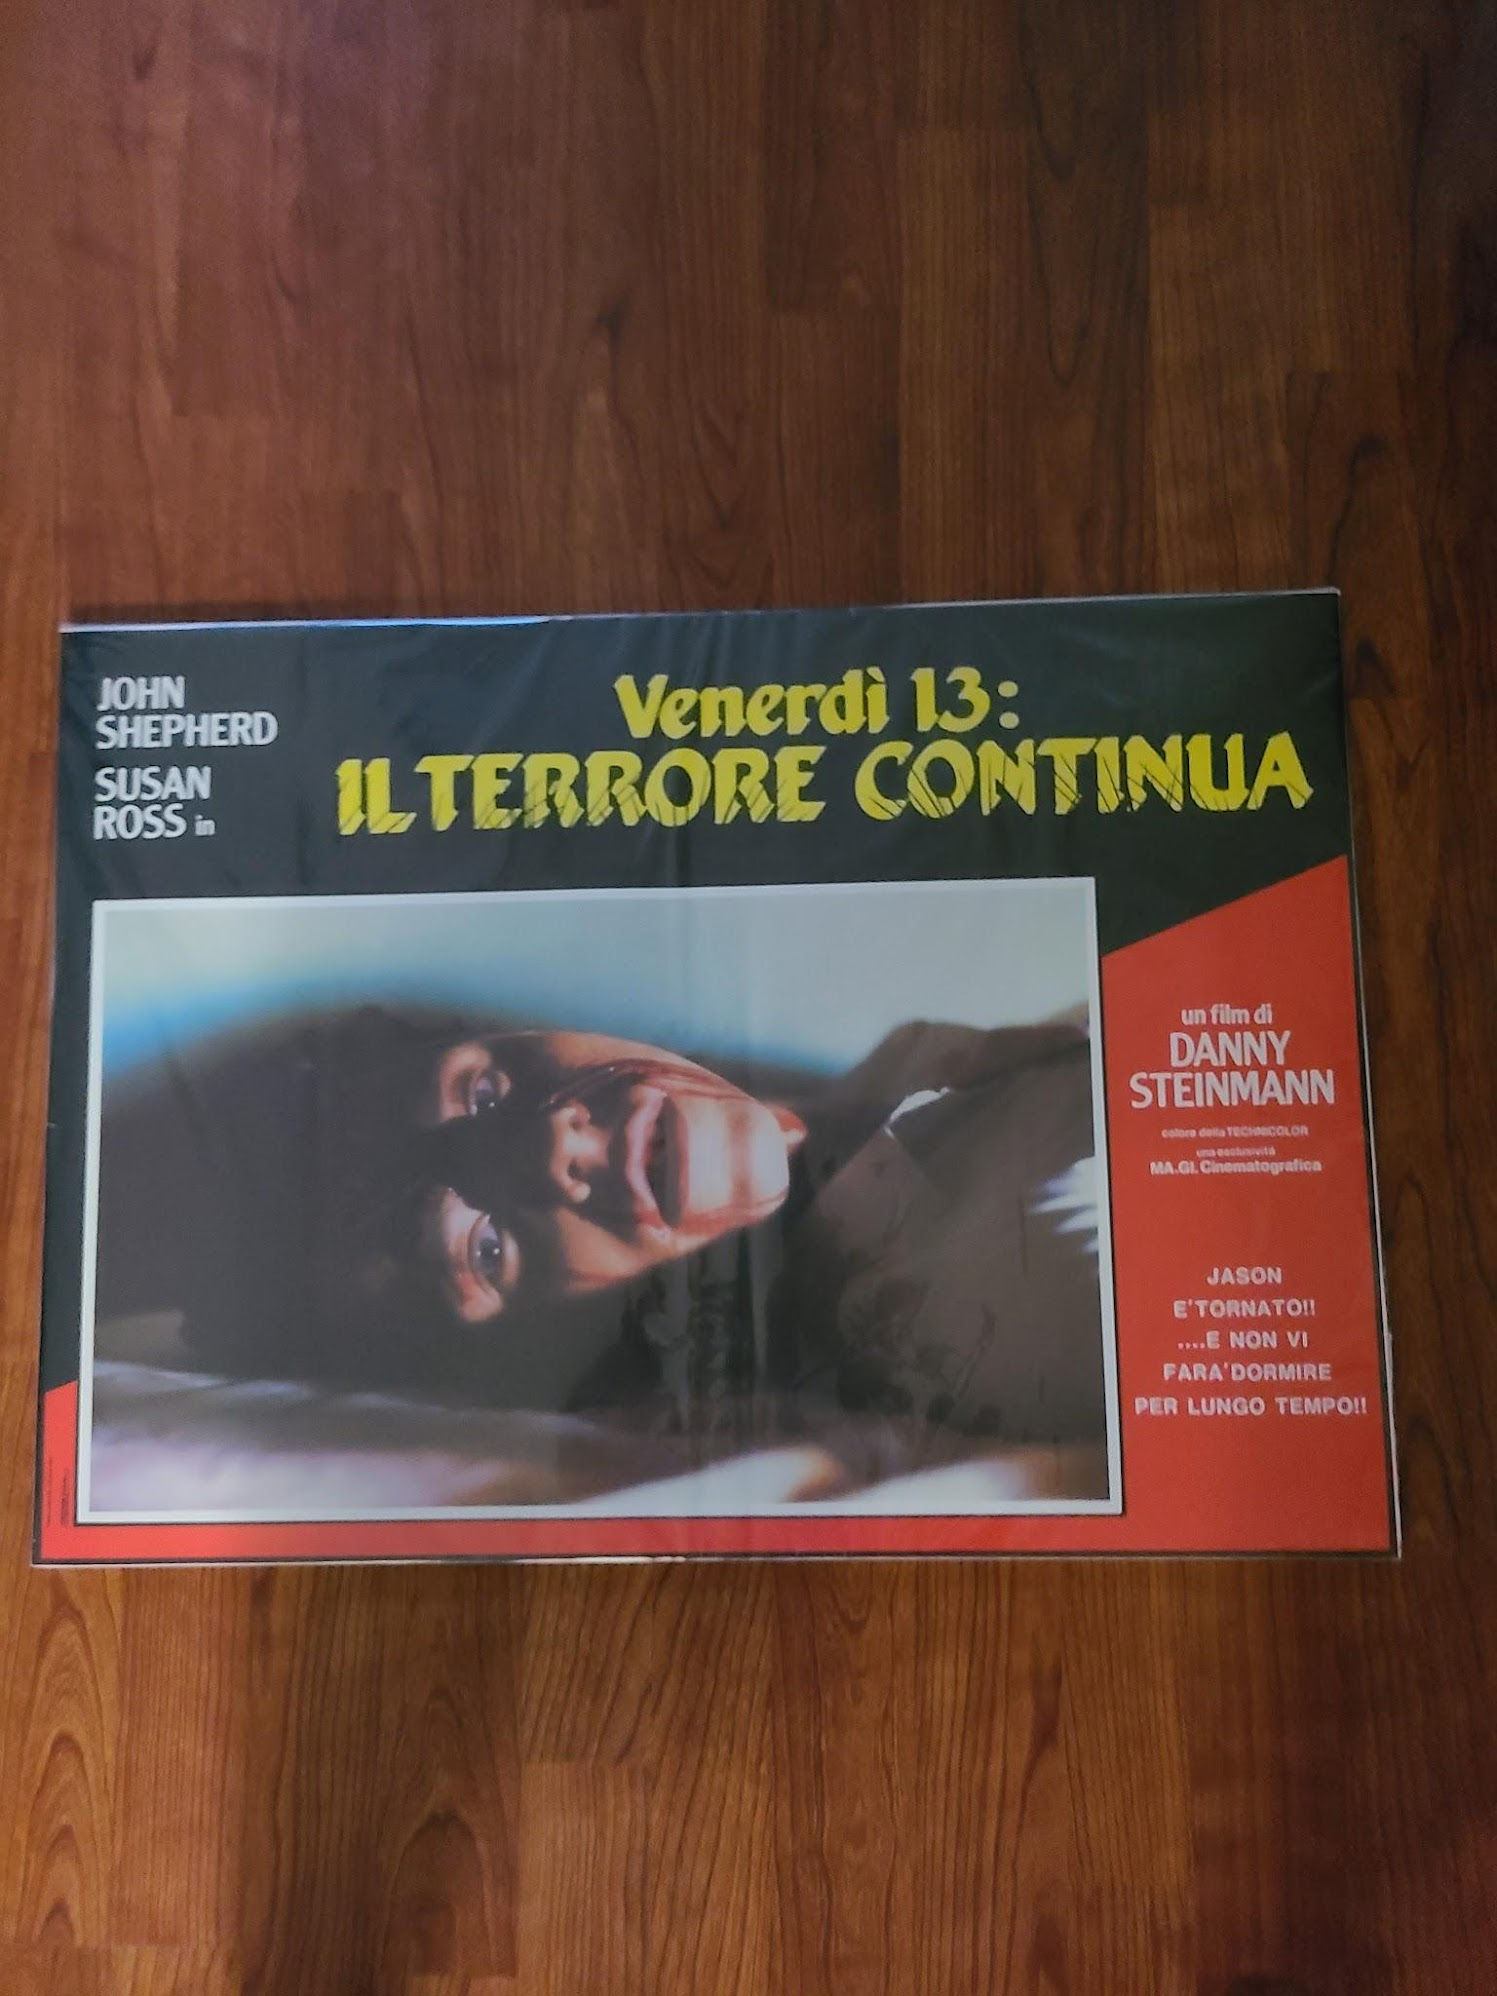 JOHN
SHEPHERD
SUSAN
ROSS in
Venerdì 13:
IL TERRORE CONTINUA
un film di
DANNY
STEINMANN
colore della TECHNICOLOR
una esclusività
MA.GI. Cinematografica
JASON
E'TORNATO!!
....E NON VI
FARA'DORMIRE
PER LUNGO TEMPO!!